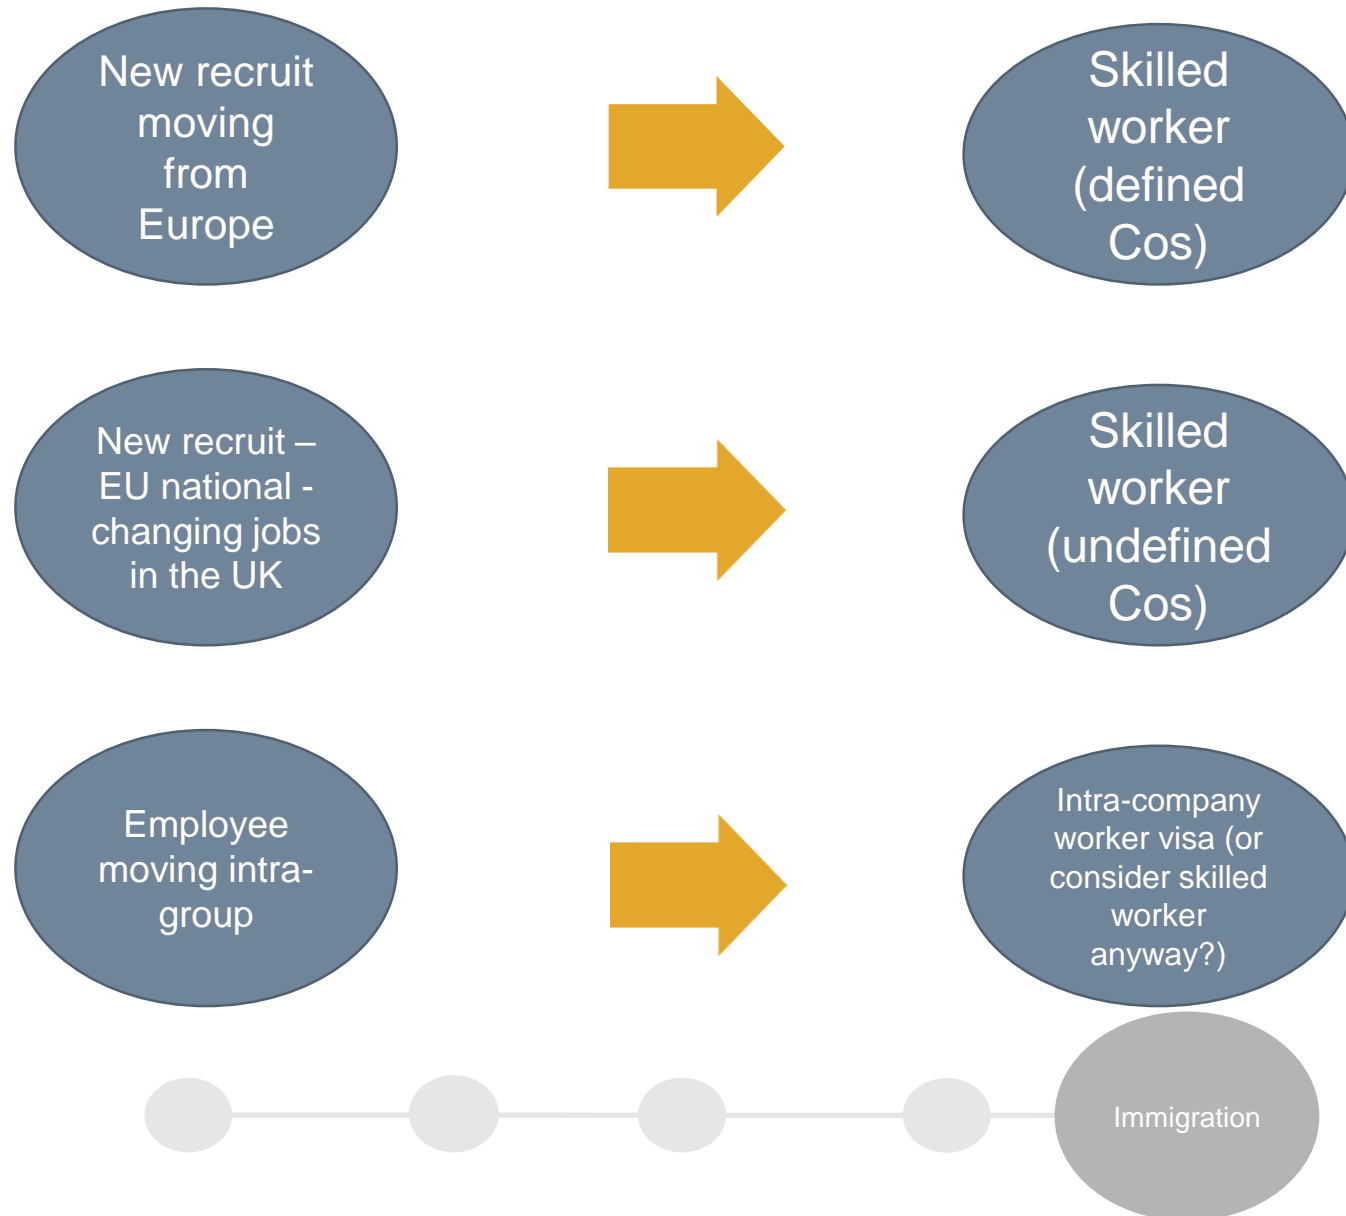 New recruit
moving
from
Europe
Skilled
worker
(defined
Cos)
New recruit –
EU national -
changing jobs
in the UK
Skilled
worker
(undefined
Cos)
Employee
moving intra-
group
Intra-company
worker visa (or
consider skilled
worker
anyway?)
Immigration